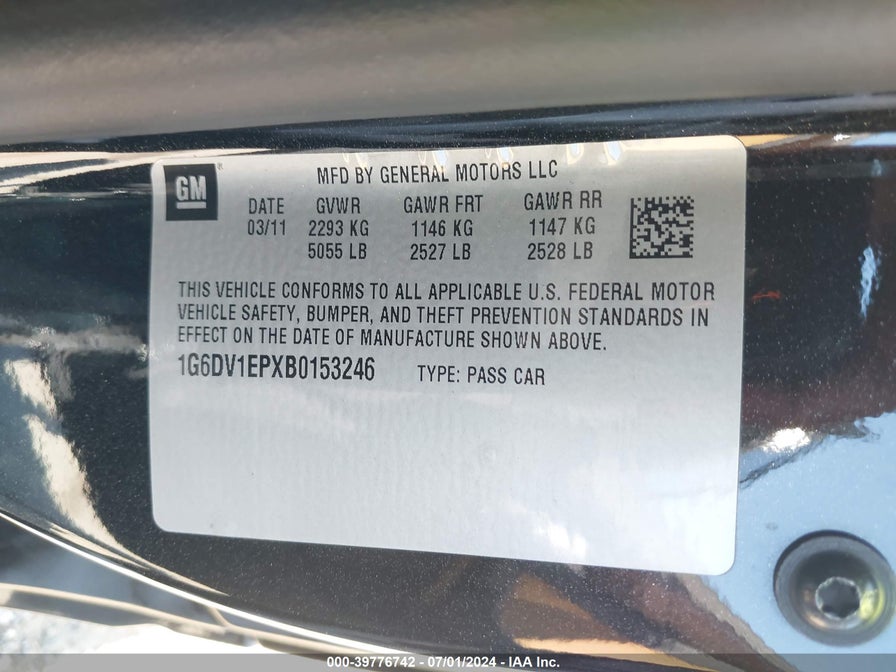 GM
MFD BY GENERAL MOTORS LLC
DATE GVWR GAWR FRT GAWR RR
03/11 2293 KG 1146 KG 1147 KG
5055 LB 2527 LB 2528 LB
THIS VEHICLE CONFORMS TO ALL APPLICABLE U.S. FEDERAL MOTOR
VEHICLE SAFETY, BUMPER, AND THEFT PREVENTION STANDARDS IN
EFFECT ON THE DATE OF MANUFACTURE SHOWN ABOVE.
1G6DV1EPXB0153246 TYPE: PASS CAR
000-39776742 - 07/01/2024 - IAA Inc.